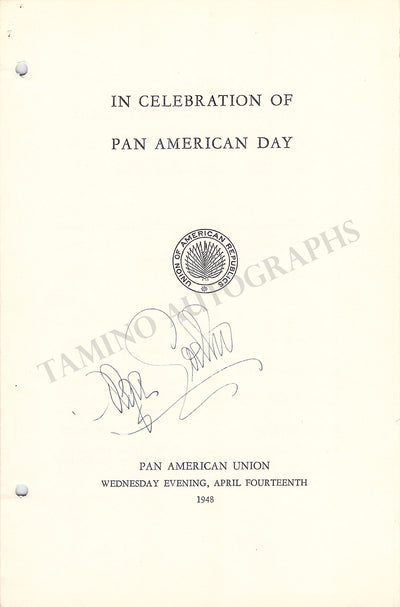 IN CELEBRATION OF
PAN AMERICAN DAY
UNION OF AMERICAN REPUBLICS
TAMINO AUTOGRAPHS
PAN AMERICAN UNION
WEDNESDAY EVENING, APRIL FOURTEENTH
1948